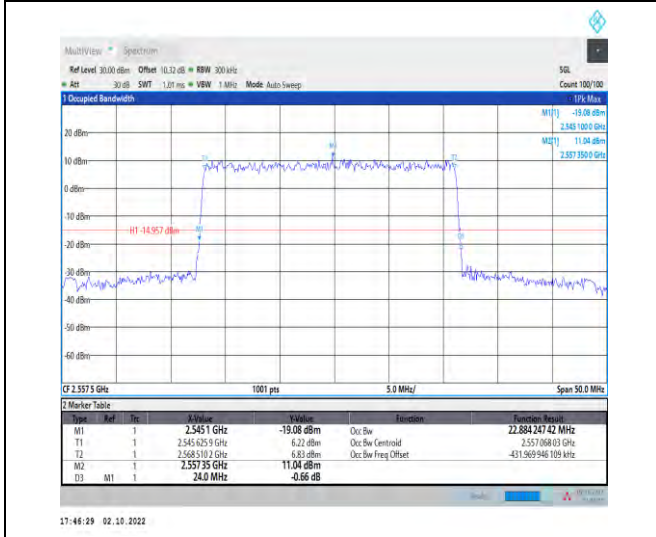 MultiView Spectrum
Ref Level 30.00 dBm Offset 10.32 dB RBW 300 kHz SGL
Att 30 dB SWT 1.01 ms VBW 1 MHz Mode Auto Sweep Count 100/100
1 Occupied Bandwidth 1Pk Max
M1[1] -19.08 dBm
2.545 100 0 GHz
M2[1] 11.04 dBm
2.557 350 0 GHz
20 dBm
10 dBm
0 dBm
-10 dBm
H1 -14.957 dBm
-20 dBm
-30 dBm
-40 dBm
-50 dBm
-60 dBm
T1
M2
T2
M1
D3
CF 2.557 5 GHz 1001 pts 5.0 MHz/ Span 50.0 MHz
2 Marker Table
Type Ref Trc X-Value Y-Value Function Function Result
M1 1 2.545 1 GHz -19.08 dBm Occ Bw 22.884 247 42 MHz
T1 1 2.545 625 9 GHz 6.22 dBm Occ Bw Centroid 2.557 068 03 GHz
T2 1 2.568 510 2 GHz 6.83 dBm Occ Bw Freq Offset -431.969 946 109 kHz
M2 1 2.557 35 GHz 11.04 dBm
D3 M1 1 24.0 MHz -0.66 dB
17:46:29 02.10.2022